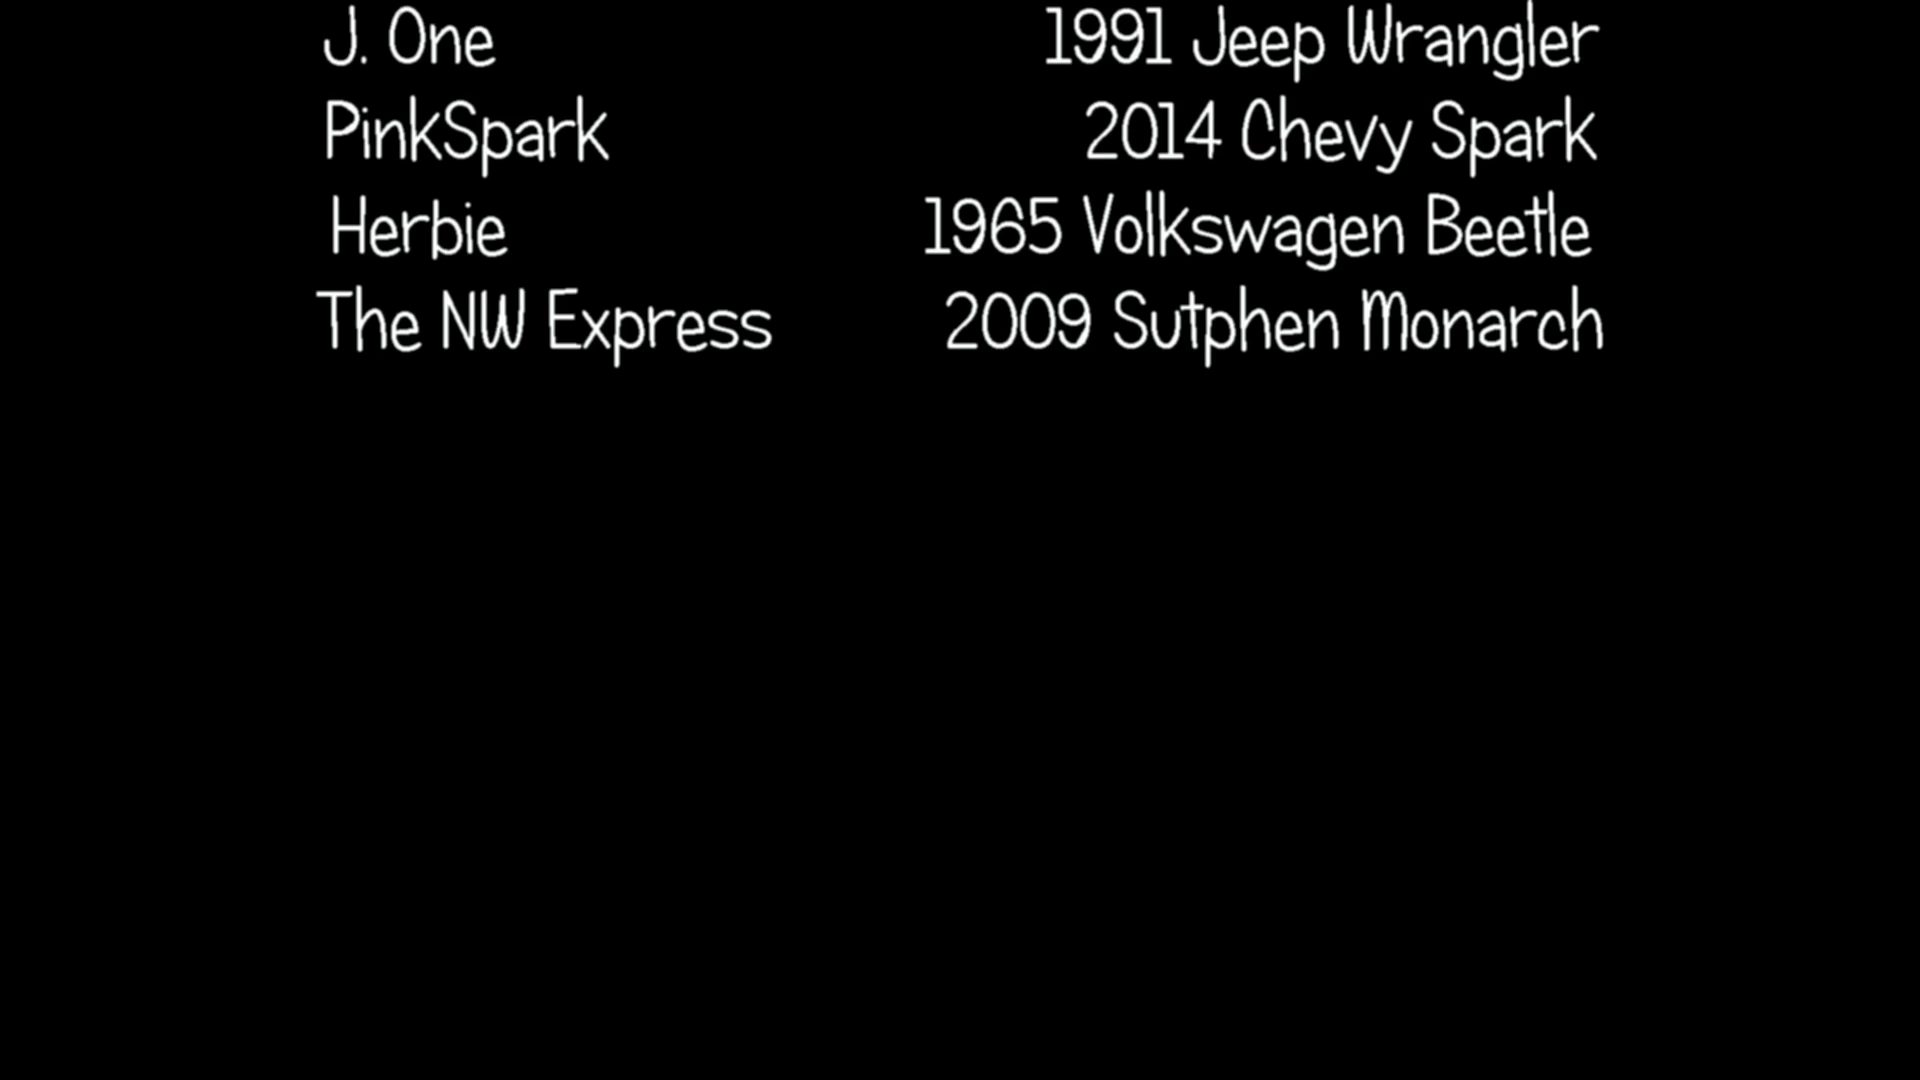 J. One 1991 Jeep Wrangler
PinkSpark 2014 Chevy Spark
Herbie 1965 Volkswagen Beetle
The NW Express 2009 Sutphen Monarch